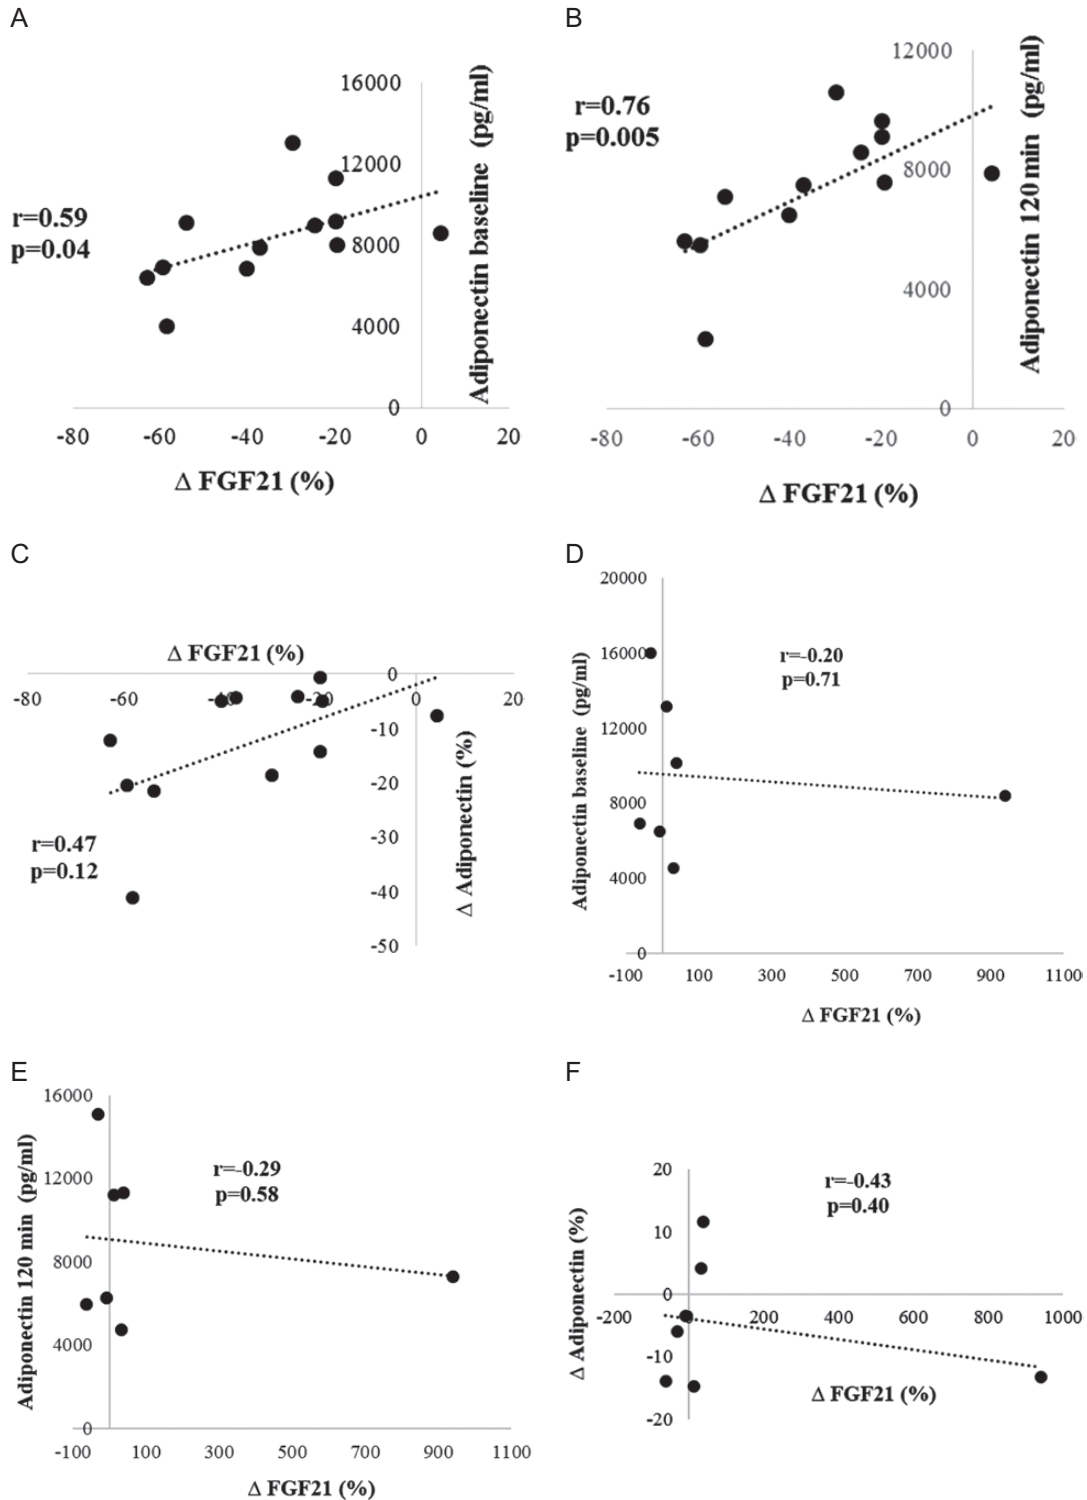 A
16000
12000
8000
4000
0
-80
-60
-40
-20
0
20
Adiponectin baseline (pg/ml)
r=0.59
p=0.04
Δ FGF21 (%)
B
12000
8000
4000
0
-80
-60
-40
-20
0
20
Adiponectin 120 min (pg/ml)
r=0.76
p=0.005
Δ FGF21 (%)
C
Δ FGF21 (%)
-80
-60
-40
-20
20
0
-10
-20
-30
-40
-50
Δ Adiponectin (%)
r=0.47
p=0.12
D
20000
16000
12000
8000
4000
0
-100
100
300
500
700
900
1100
Adiponectin baseline (pg/ml)
r=-0.20
p=0.71
Δ FGF21 (%)
E
16000
12000
8000
4000
0
-100
100
300
500
700
900
1100
Adiponectin 120 min (pg/ml)
r=-0.29
p=0.58
Δ FGF21 (%)
F
20
10
0
-10
-20
-200
0
200
400
600
800
1000
Δ Adiponectin (%)
r=-0.43
p=0.40
Δ FGF21 (%)